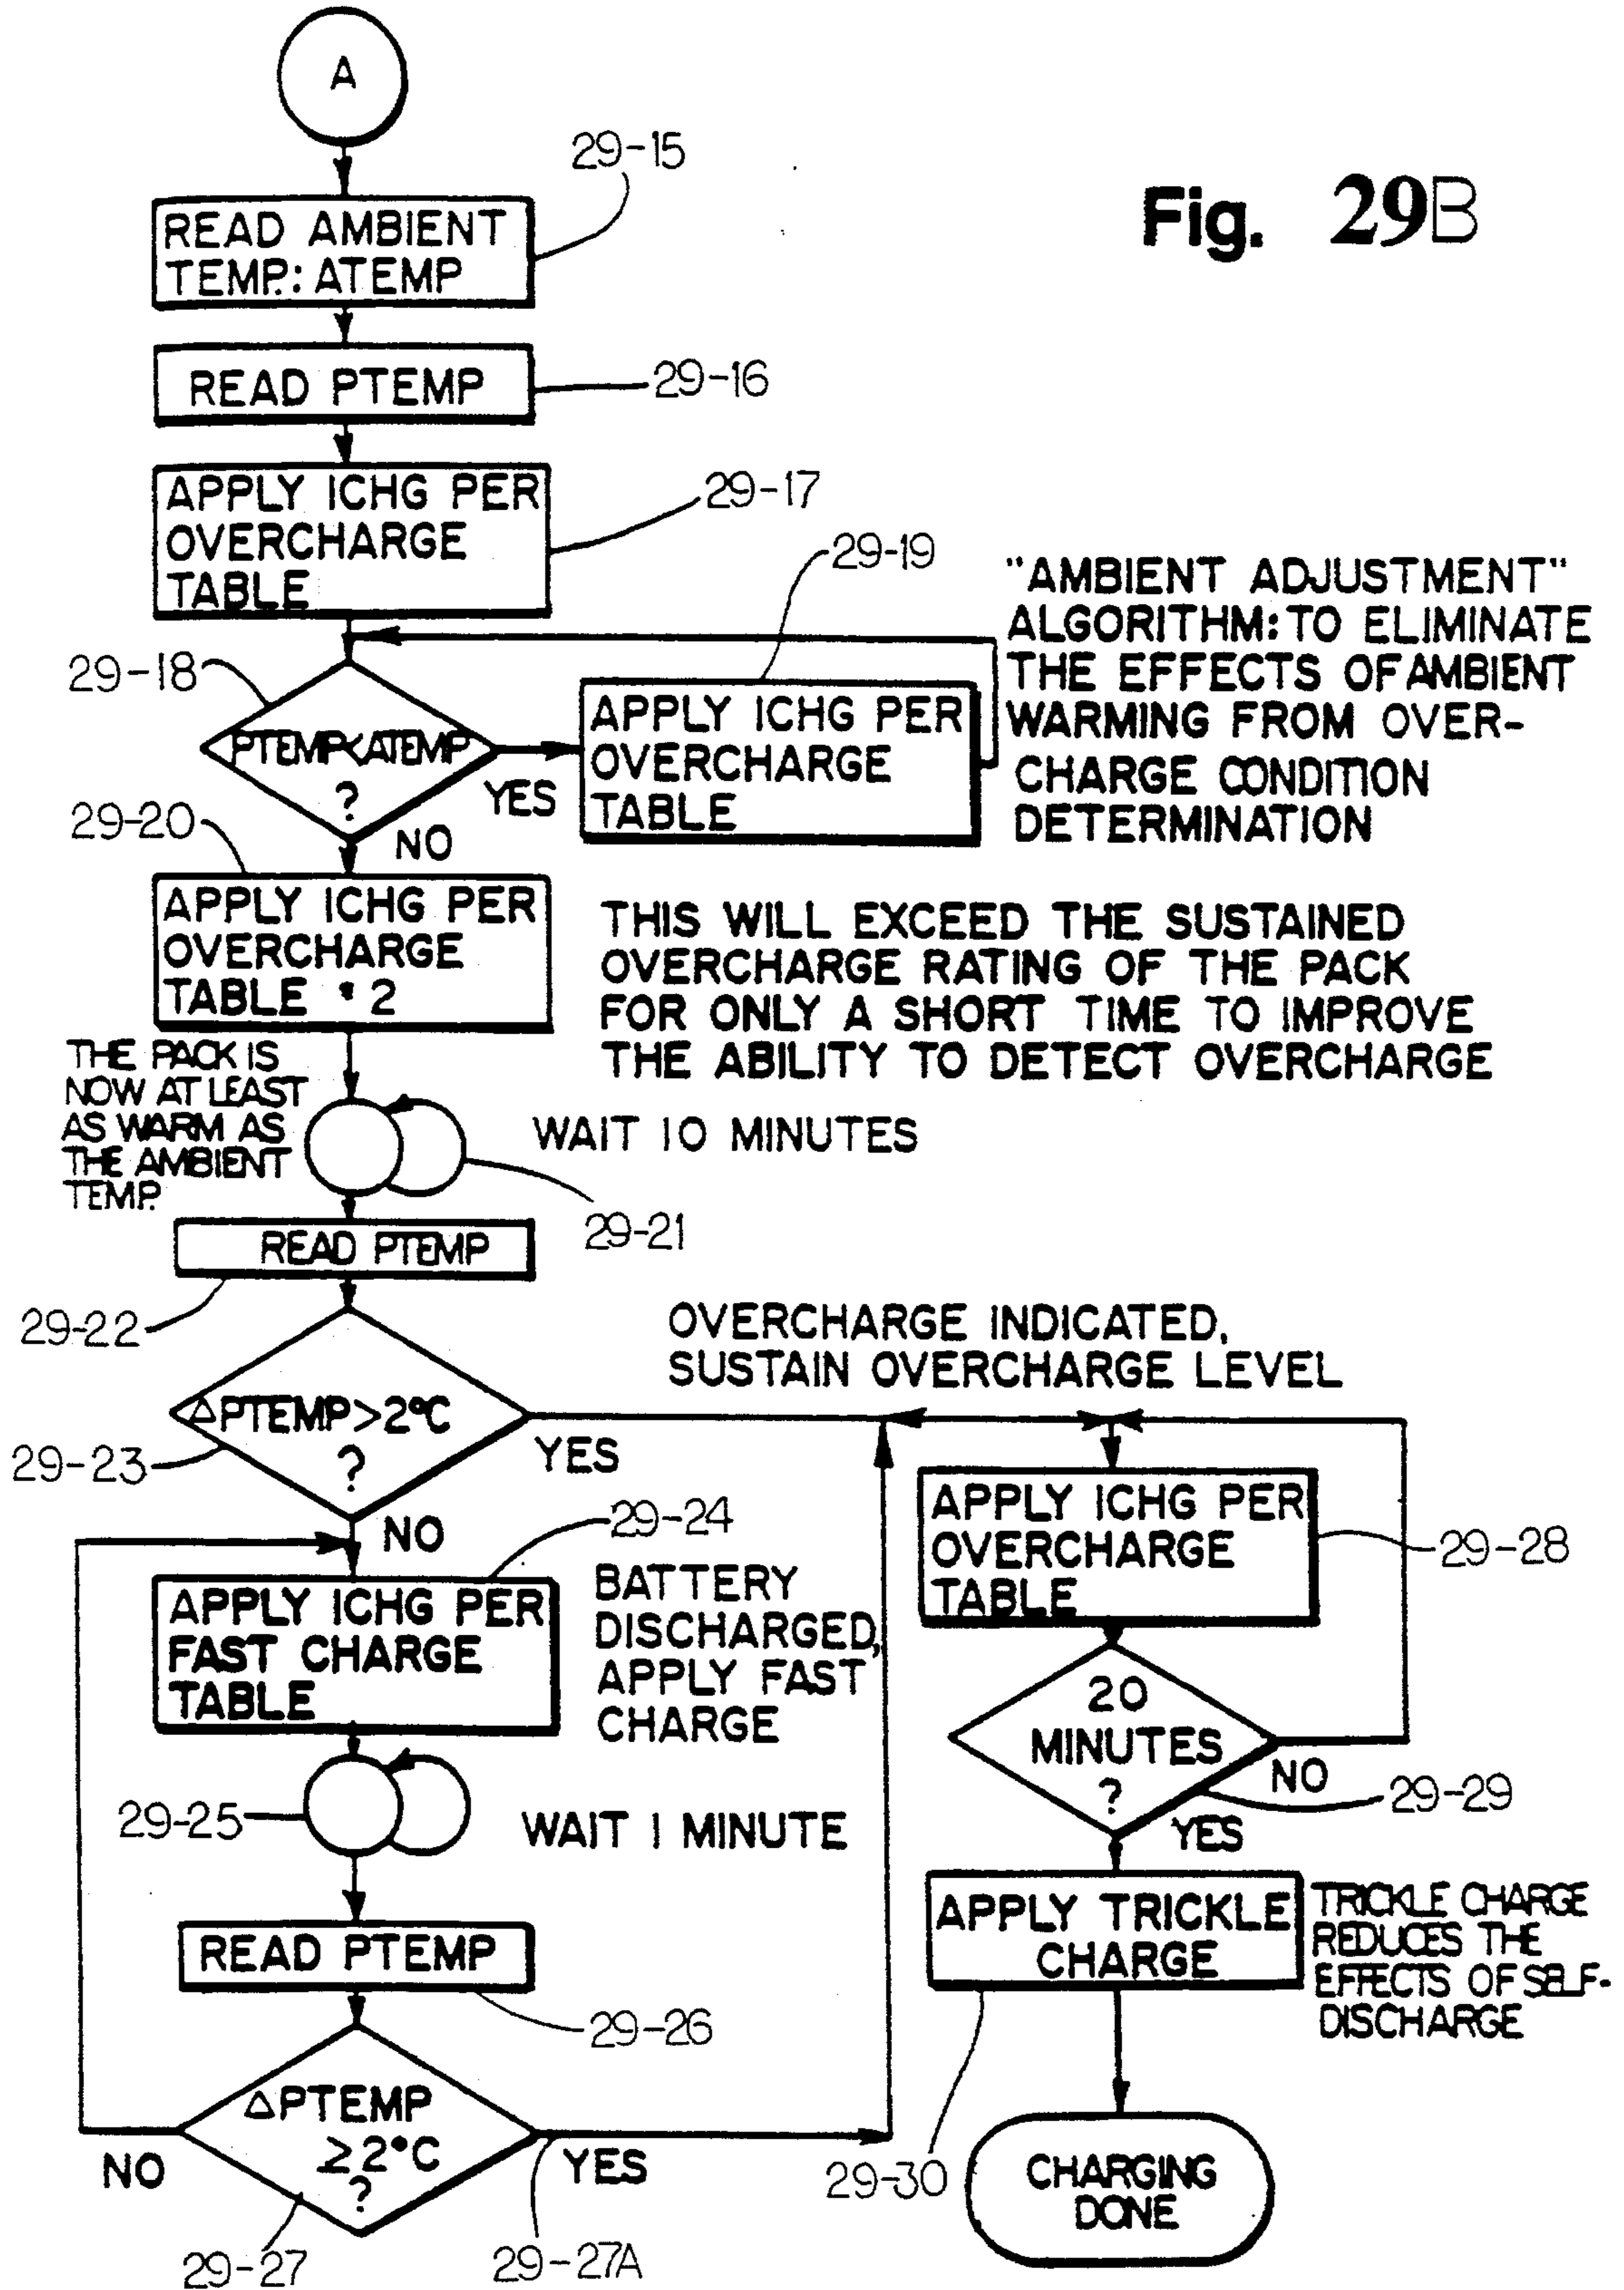 A
Fig. 29B
29-15
READ AMBIENT
TEMP.: ATEMP
READ PTEMP
29-16
APPLY ICHG PER
OVERCHARGE
TABLE
29-17
29-18
PTEMP<ATEMP
?
YES
NO
29-19
APPLY ICHG PER
OVERCHARGE
TABLE
"AMBIENT ADJUSTMENT"
ALGORITHM: TO ELIMINATE
THE EFFECTS OF AMBIENT
WARMING FROM OVER-
CHARGE CONDITION
DETERMINATION
29-20
APPLY ICHG PER
OVERCHARGE
TABLE * 2
THIS WILL EXCEED THE SUSTAINED
OVERCHARGE RATING OF THE PACK
FOR ONLY A SHORT TIME TO IMPROVE
THE ABILITY TO DETECT OVERCHARGE
THE PACK IS
NOW AT LEAST
AS WARM AS
THE AMBIENT
TEMP.
WAIT 10 MINUTES
29-21
READ PTEMP
29-22
△PTEMP>2°C
?
29-23
YES
NO
OVERCHARGE INDICATED,
SUSTAIN OVERCHARGE LEVEL
29-24
APPLY ICHG PER
FAST CHARGE
TABLE
BATTERY
DISCHARGED,
APPLY FAST
CHARGE
29-25
WAIT 1 MINUTE
READ PTEMP
29-26
△PTEMP
≥2°C
?
NO
YES
29-27
29-27A
APPLY ICHG PER
OVERCHARGE
TABLE
29-28
20
MINUTES
?
NO
29-29
YES
APPLY TRICKLE
CHARGE
TRICKLE CHARGE
REDUCES THE
EFFECTS OF SELF-
DISCHARGE
29-30
CHARGING
DONE